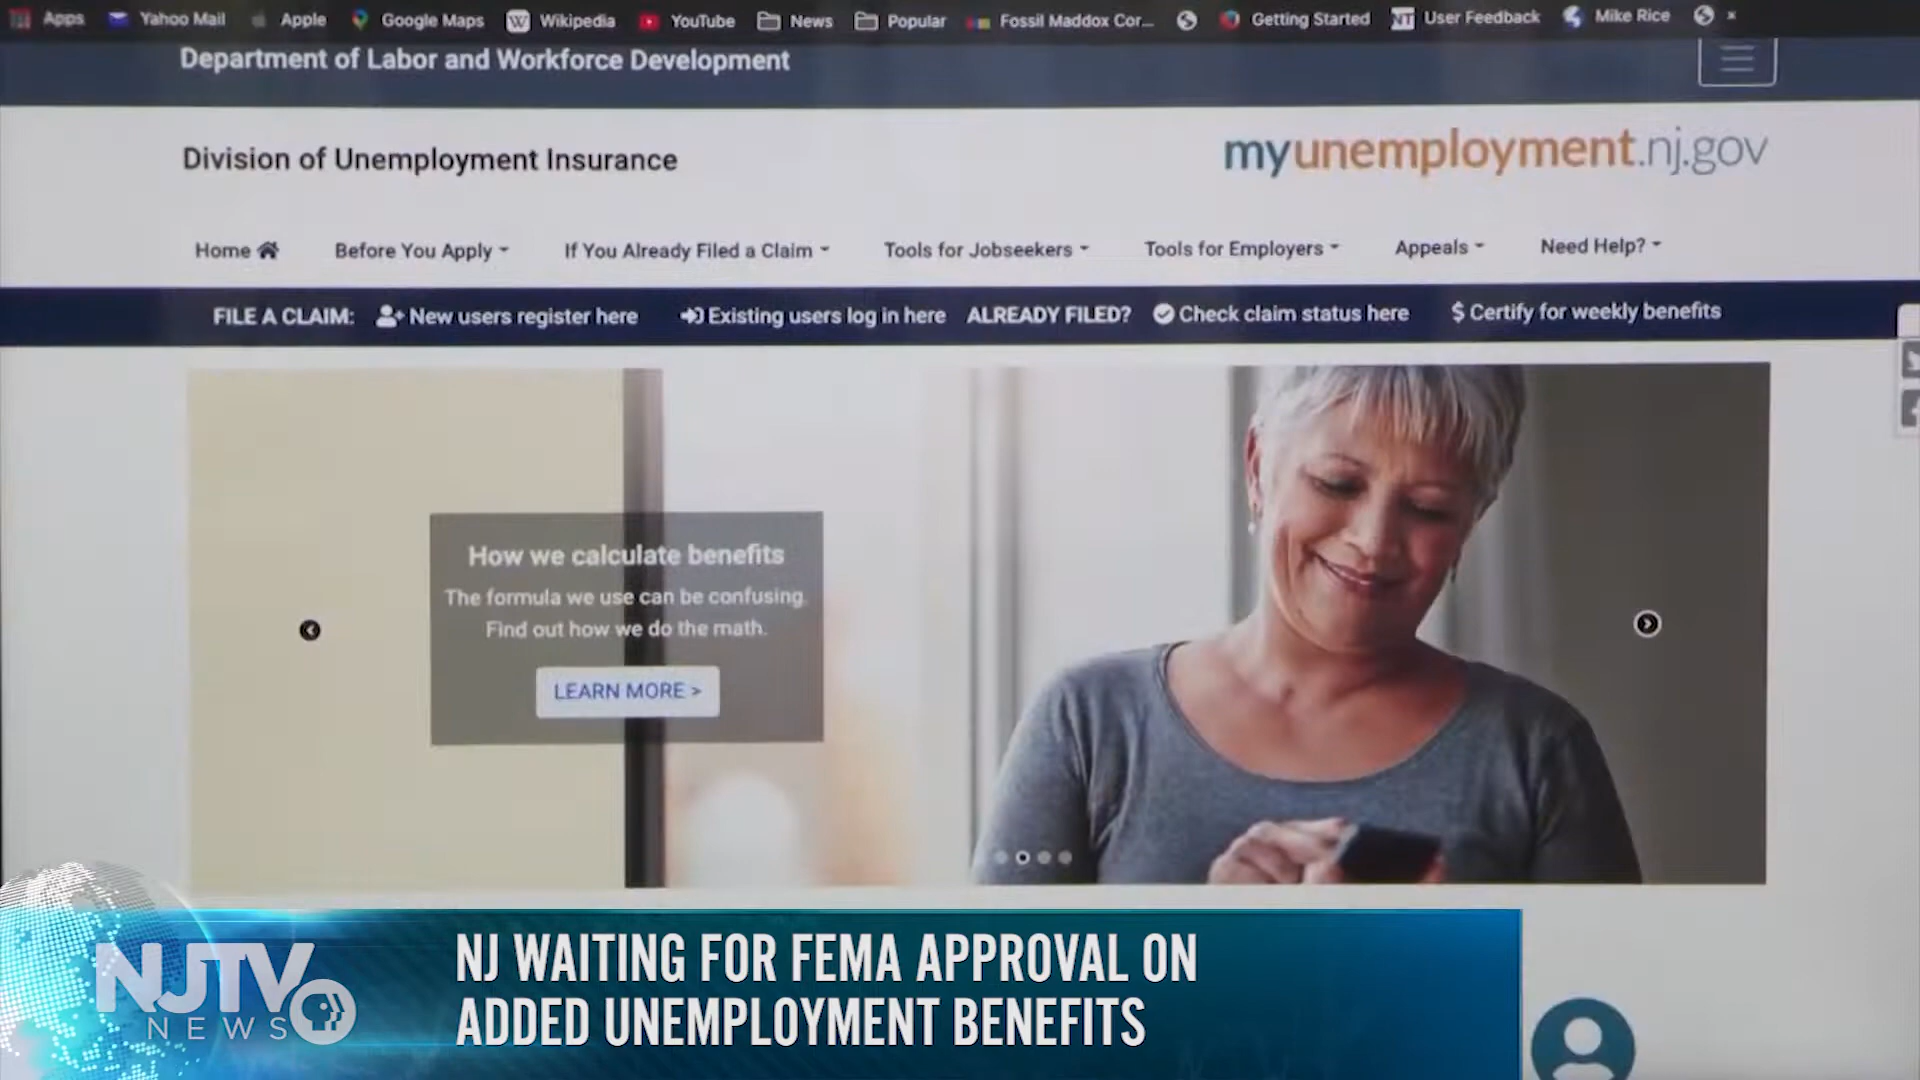 Apps Yahoo Mail Apple Google Maps W Wikipedia YouTube News Popular Fossil Maddox Cor... Getting Started NT User Feedback Mike Rice ×
Department of Labor and Workforce Development
Division of Unemployment Insurance
myunemployment.nj.gov
Home Before You Apply If You Already Filed a Claim Tools for Jobseekers Tools for Employers Appeals Need Help?
FILE A CLAIM: New users register here Existing users log in here ALREADY FILED? Check claim status here $ Certify for weekly benefits
How we calculate benefits
The formula we use can be confusing.
Find out how we do the math.
LEARN MORE >
NJTV
NEWS
NJ WAITING FOR FEMA APPROVAL ON
ADDED UNEMPLOYMENT BENEFITS